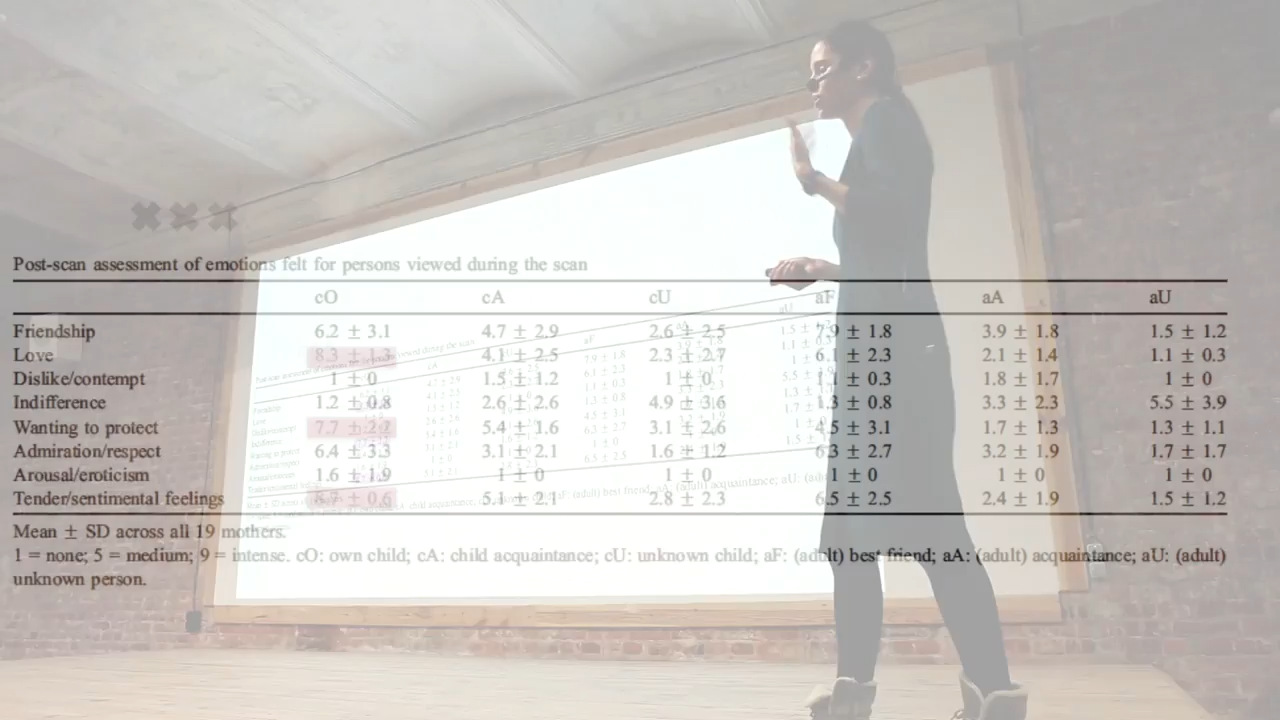 Post-scan assessment of emotions felt for persons viewed during the scan
cO cA cU aF aA aU
Friendship 6.2 ± 3.1 4.7 ± 2.9 2.6 ± 2.5 7.9 ± 1.8 3.9 ± 1.8 1.5 ± 1.2
Love 8.3 ± 4.1 ± 2.5 2.3 ± 2.7 6.1 ± 2.3 2.1 ± 1.4 1.1 ± 0.3
Dislike/contempt 1 ± 0 1.5 ± 1.2 1 ± 0 1.1 ± 0.3 1.8 ± 1.7 1 ± 0
Indifference 1.2 ± 0.8 2.6 ± 2.6 4.9 ± 3.6 1.3 ± 0.8 3.3 ± 2.3 5.5 ± 3.9
Wanting to protect 7.7 ± 2.2 5.4 ± 1.6 3.1 ± 2.6 4.5 ± 3.1 1.7 ± 1.3 1.3 ± 1.1
Admiration/respect 6.4 ± 3.3 3.1 ± 2.1 1.6 ± 1.2 6.3 ± 2.7 3.2 ± 1.9 1.7 ± 1.7
Arousal/eroticism 1.6 ± 1.9 1 ± 0 1 ± 0 1 ± 0 1 ± 0 1 ± 0
Tender/sentimental feelings 8.7 ± 0.6 5.1 ± 2.1 2.8 ± 2.3 6.5 ± 2.5 2.4 ± 1.9 1.5 ± 1.2
Mean ± SD across all 19 mothers.
1 = none; 5 = medium; 9 = intense. cO: own child; cA: child acquaintance; cU: unknown child; aF: (adult) best friend; aA: (adult) acquaintance; aU: (adult)
unknown person.